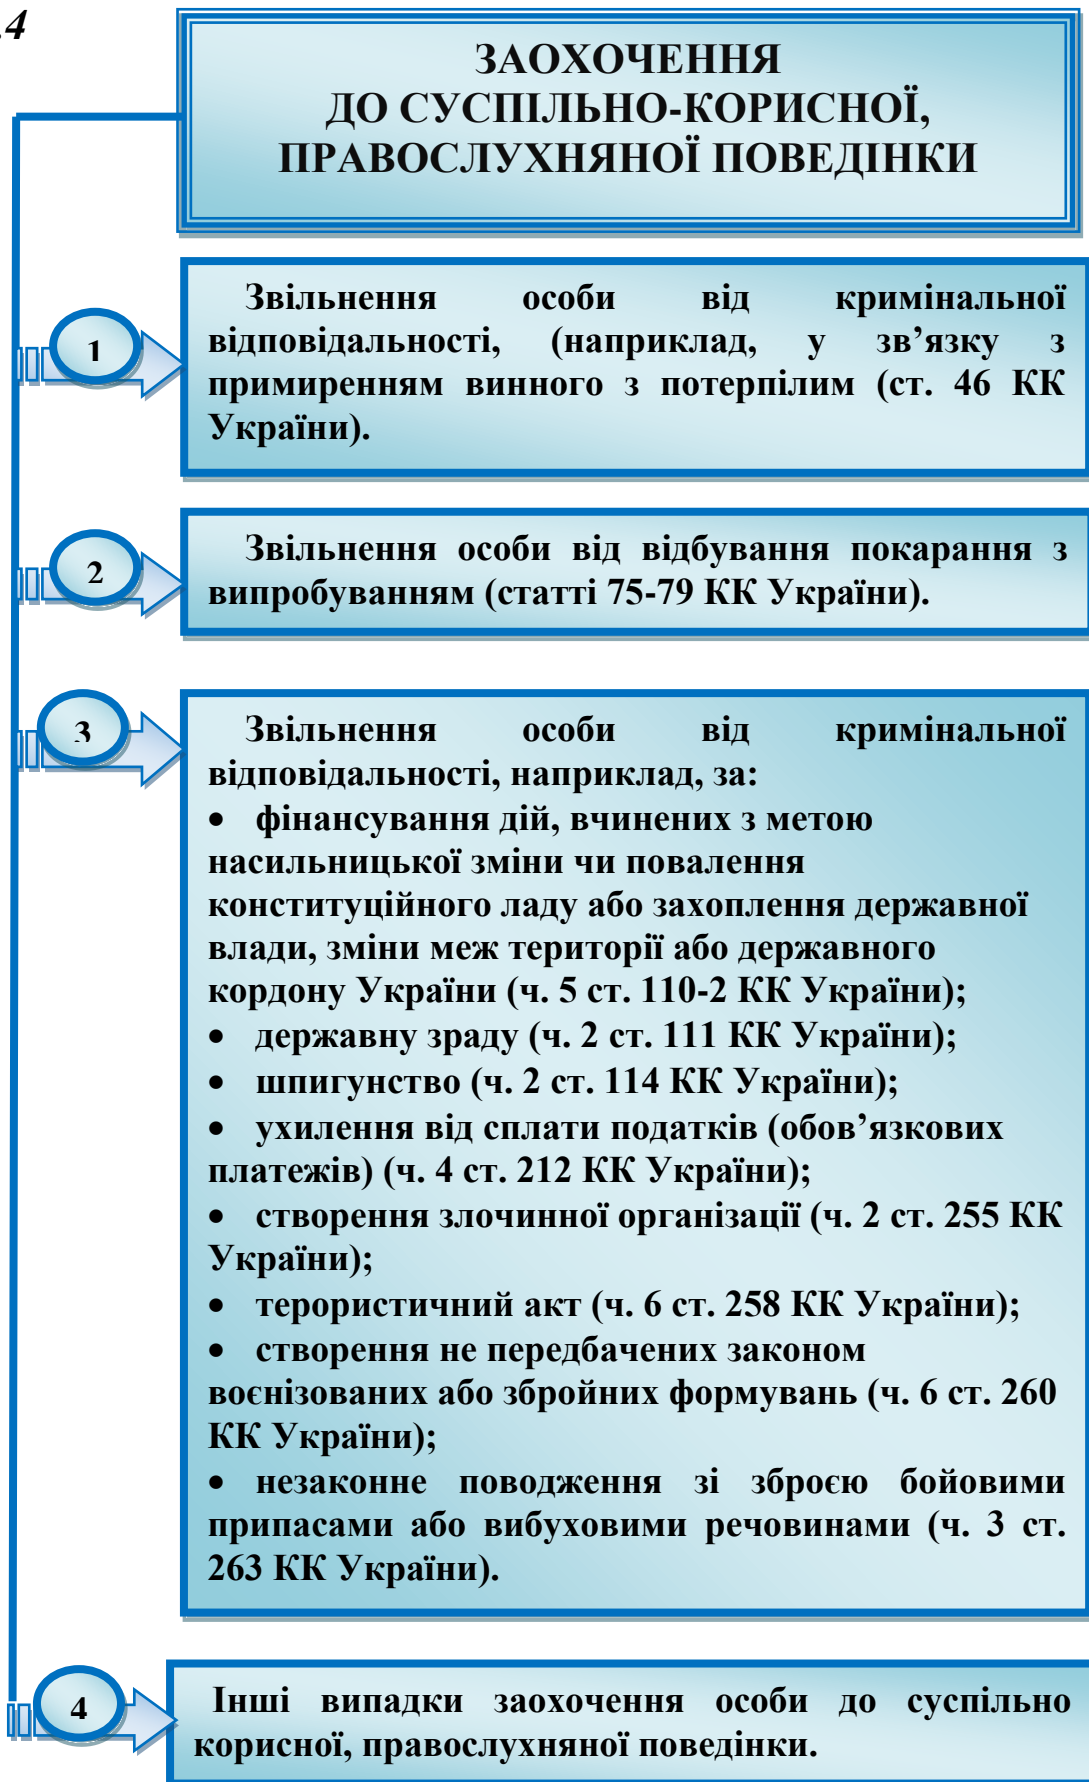 .4
ЗАОХОЧЕННЯ
ДО СУСПІЛЬНО-КОРИСНОЇ,
ПРАВОСЛУХНЯНОЇ ПОВЕДІНКИ
1
Звільнення особи від кримінальної
відповідальності, (наприклад, у зв’язку з
примиренням винного з потерпілим (ст. 46 КК
України).
2
Звільнення особи від відбування покарання з
випробуванням (статті 75-79 КК України).
3
Звільнення особи від кримінальної
відповідальності, наприклад, за:
• фінансування дій, вчинених з метою
насильницької зміни чи повалення
конституційного ладу або захоплення державної
влади, зміни меж території або державного
кордону України (ч. 5 ст. 110-2 КК України);
• державну зраду (ч. 2 ст. 111 КК України);
• шпигунство (ч. 2 ст. 114 КК України);
• ухилення від сплати податків (обов’язкових
платежів) (ч. 4 ст. 212 КК України);
• створення злочинної організації (ч. 2 ст. 255 КК
України);
• терористичний акт (ч. 6 ст. 258 КК України);
• створення не передбачених законом
воєнізованих або збройних формувань (ч. 6 ст. 260
КК України);
• незаконне поводження зі зброєю бойовими
припасами або вибуховими речовинами (ч. 3 ст.
263 КК України).
4
Інші випадки заохочення особи до суспільно
корисної, правослухняної поведінки.